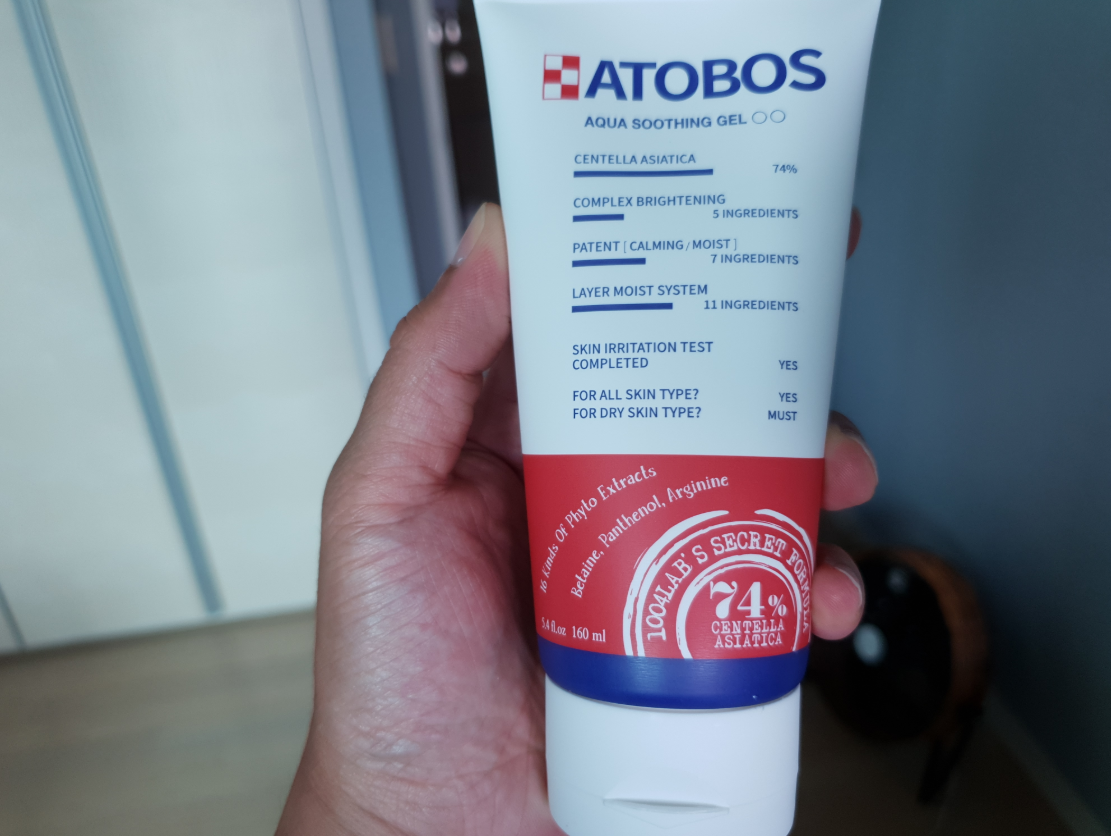 ATOBOS
AQUA SOOTHING GEL
CENTELLA ASIATICA 74%
COMPLEX BRIGHTENING
5 INGREDIENTS
PATENT [ CALMING / MOIST ]
7 INGREDIENTS
LAYER MOIST SYSTEM
11 INGREDIENTS
SKIN IRRITATION TEST
COMPLETED YES
FOR ALL SKIN TYPE? YES
FOR DRY SKIN TYPE? MUST
16 Kinds Of Phyto Extracts
Betaine, Panthenol, Arginine
1004LAB'S SECRET FORMULA
74%
CENTELLA
ASIATICA
5.4 fl.oz 160 ml